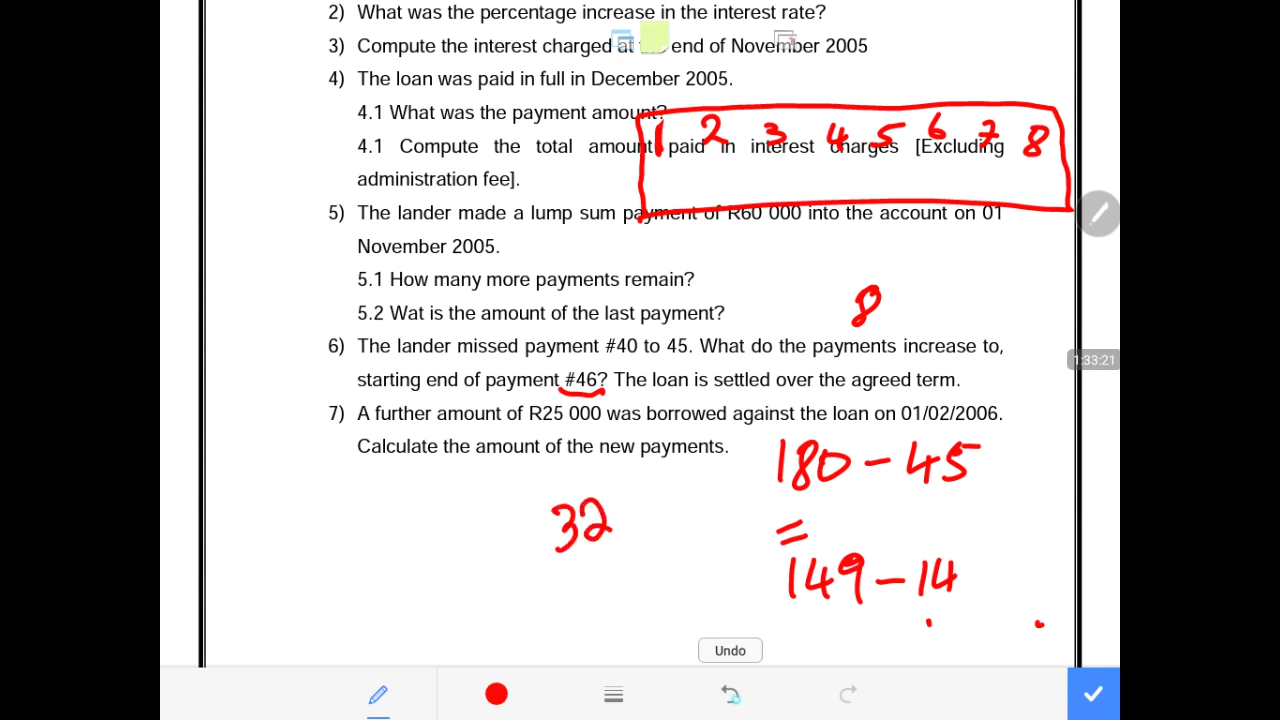 2) What was the percentage increase in the interest rate?
3) Compute the interest charged at end of November 2005
4) The loan was paid in full in December 2005.
4.1 What was the payment amount?
1 2 3 4 5 6 7 8
4.1 Compute the total amount paid in interest charges [Excluding
administration fee].
5) The lander made a lump sum payment of R60 000 into the account on 01
November 2005.
5.1 How many more payments remain?
8
5.2 Wat is the amount of the last payment?
6) The lander missed payment #40 to 45. What do the payments increase to,
1:33:21
starting end of payment #46? The loan is settled over the agreed term.
7) A further amount of R25 000 was borrowed against the loan on 01/02/2006.
Calculate the amount of the new payments.
180 - 45
32
=
149 - 14
Undo